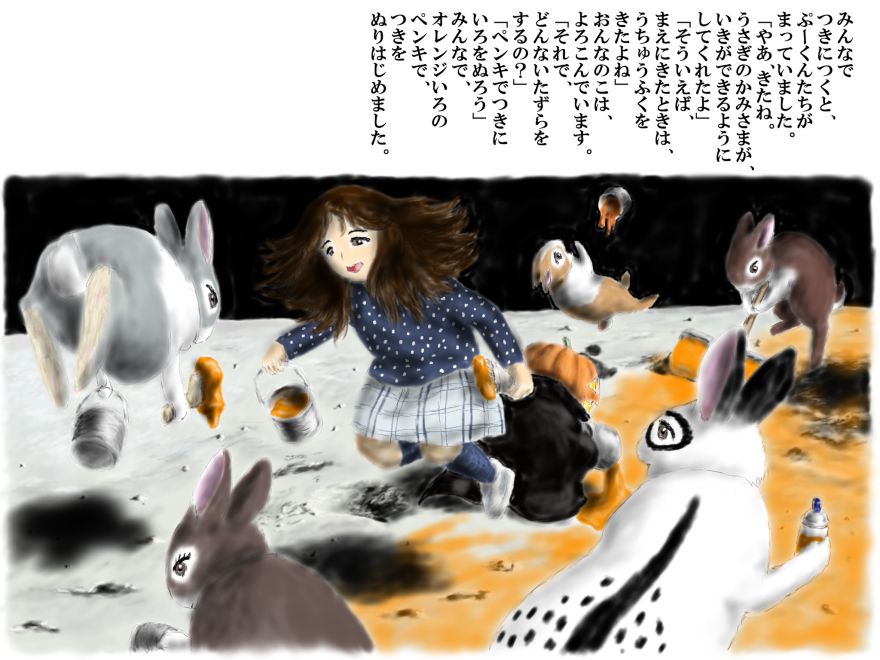 みんなで
つきにつくと、
ぷーくんたちが
まっていました。
「やあ、きたね。
うさぎのかみさまが、
いきができるように
してくれたよ」
「そういえば、
まえにきたときは、
うちゅうふくを
きたよね」
おんなのこは、
よろこんでいます。
「それで、
どんないたずらを
するの？」
「ペンキでつきに
いろをぬろう」
みんなで、
オレンジいろの
ペンキで、
つきを
ぬりはじめました。